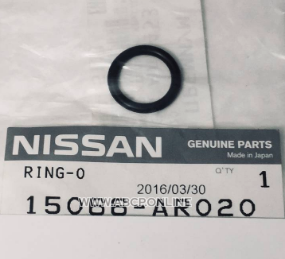 NISSAN GENUINE PARTS
Made in Japan
RING-O Q'TY
2016/03/30 1
WWW.ABCRONLINE
15066-AR020